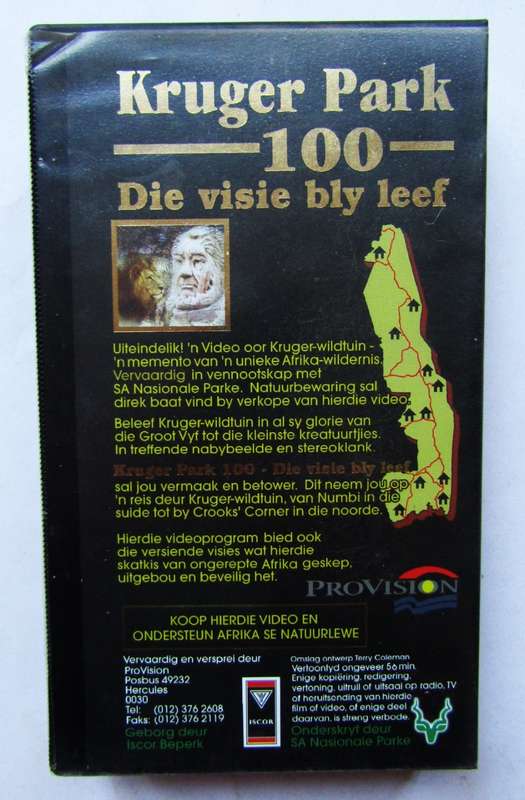 Kruger Park
100
Die visie bly leef
Uiteindelik! 'n Video oor Kruger-wildtuin -
'n memento van 'n unieke Afrika-wildernis.
Vervaardig in vennootskap met
SA Nasionale Parke. Natuurbewaring sal
direk baat vind by verkope van hierdie video.
Beleef Kruger-wildtuin in al sy glorie van
die Groot Vyf tot die kleinste kreatuurtjies.
In treffende nabybeelde en stereoklank.
Kruger Park 100 - Die visie bly leef
sal jou vermaak en betower. Dit neem jou op
'n reis deur Kruger-wildtuin, van Numbi in die
suide tot by Crooks' Corner in die noorde.
Hierdie videoprogram bied ook
die versiende visies wat hierdie
skatkis van ongerepte Afrika geskep,
uitgebou en beveilig het.
PROVISION
KOOP HIERDIE VIDEO EN
ONDERSTEUN AFRIKA SE NATUURLEWE
Vervaardig en versprei deur
ProVision
Posbus 49232
Hercules
0030
Tel: (012) 376 2608
Faks: (012) 376 2119
Geborg deur
Iscor Beperk
ISCOR
Omslag ontwerp Terry Coleman
Vertoontyd ongeveer 56 min.
Enige kopiëring, redigering,
vertoning, uitruil of uitsaai op radio, TV
of heruitsending van hierdie
film of video, of enige deel
daarvan, is streng verbode.
Onderskryf deur
SA Nasionale Parke